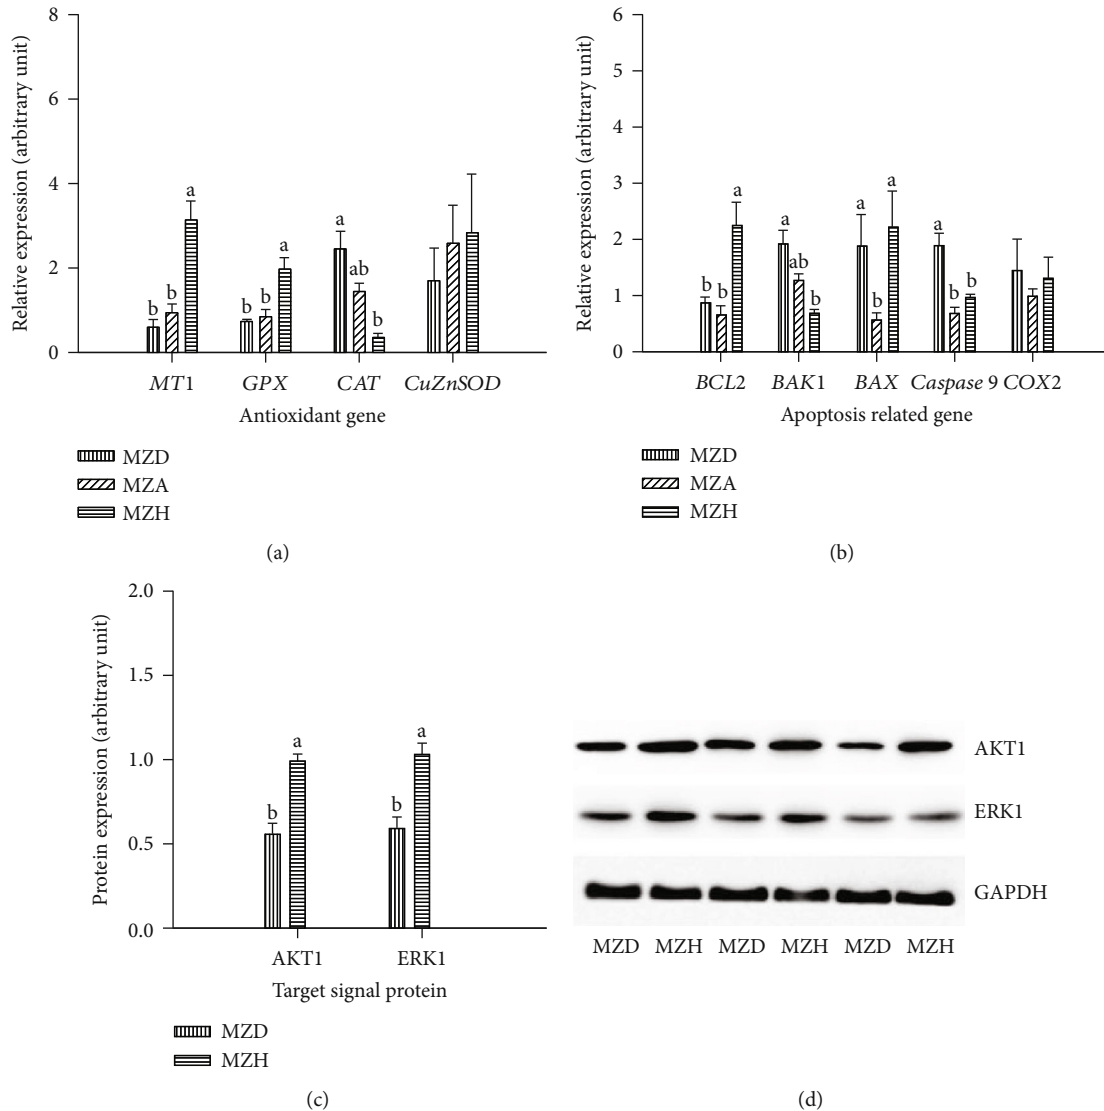 8
6
4
2
0
Relative expression (arbitrary unit)
b
b
a
b
b
a
a
ab
b
MT1
GPX
CAT
CuZnSOD
Antioxidant gene
MZD
MZA
MZH
(a)
6
5
4
3
2
1
0
Relative expression (arbitrary unit)
b
b
a
a
ab
b
a
b
a
a
b
b
BCL2
BAK1
BAX
Caspase 9
COX2
Apoptosis related gene
MZD
MZA
MZH
(b)
2.0
1.5
1.0
0.5
0.0
Protein expression (arbitrary unit)
b
a
b
a
AKT1
ERK1
Target signal protein
MZD
MZH
(c)
AKT1
ERK1
GAPDH
MZD MZH MZD MZH MZD MZH
(d)